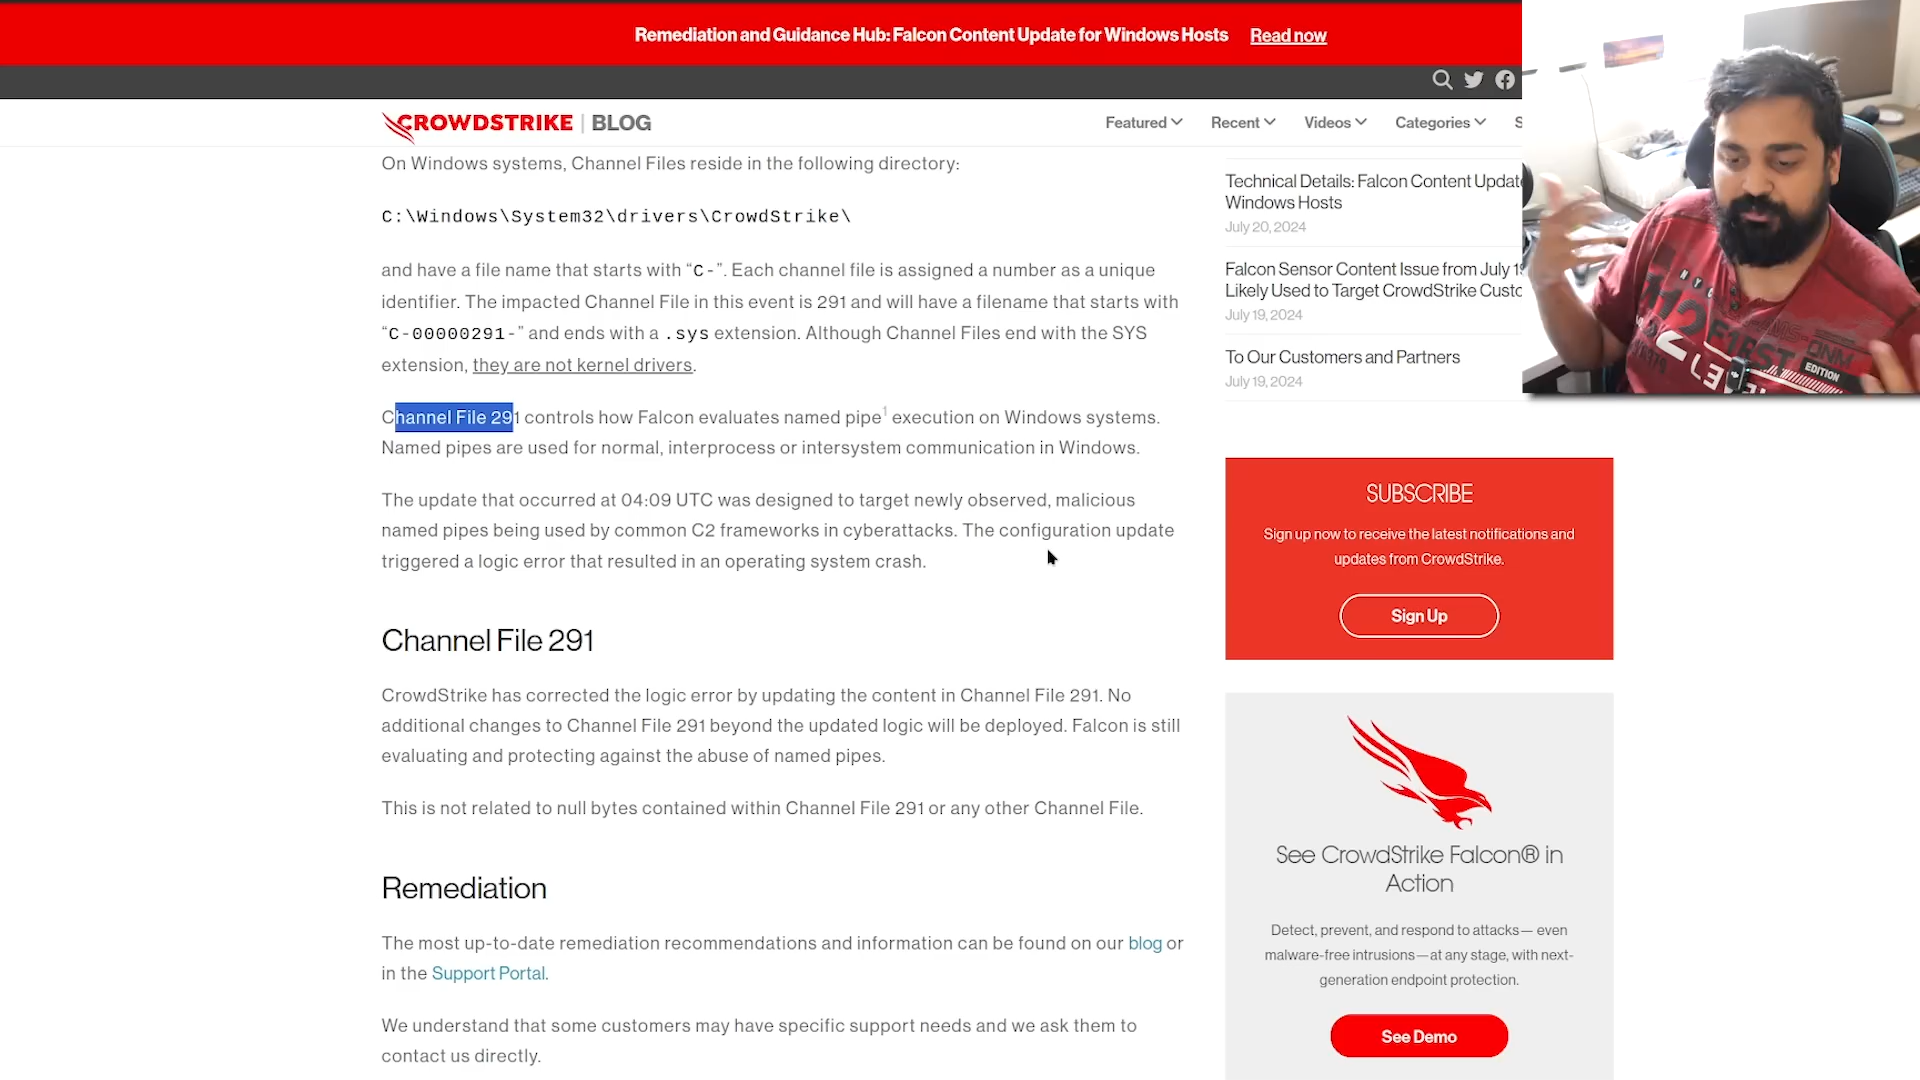 Remediation and Guidance Hub: Falcon Content Update for Windows Hosts Read now
CROWDSTRIKE | BLOG
Featured Recent Videos Categories S
On Windows systems, Channel Files reside in the following directory:
C:\Windows\System32\drivers\CrowdStrike\
and have a file name that starts with “C-”. Each channel file is assigned a number as a unique
identifier. The impacted Channel File in this event is 291 and will have a filename that starts with
“C-00000291-” and ends with a .sys extension. Although Channel Files end with the SYS
extension, they are not kernel drivers.
Channel File 291 controls how Falcon evaluates named pipe1 execution on Windows systems.
Named pipes are used for normal, interprocess or intersystem communication in Windows.
The update that occurred at 04:09 UTC was designed to target newly observed, malicious
named pipes being used by common C2 frameworks in cyberattacks. The configuration update
triggered a logic error that resulted in an operating system crash.
Channel File 291
CrowdStrike has corrected the logic error by updating the content in Channel File 291. No
additional changes to Channel File 291 beyond the updated logic will be deployed. Falcon is still
evaluating and protecting against the abuse of named pipes.
This is not related to null bytes contained within Channel File 291 or any other Channel File.
Remediation
The most up-to-date remediation recommendations and information can be found on our blog or
in the Support Portal.
We understand that some customers may have specific support needs and we ask them to
contact us directly.
Technical Details: Falcon Content Update
Windows Hosts
July 20, 2024
Falcon Sensor Content Issue from July 1
Likely Used to Target CrowdStrike Custo
July 19, 2024
To Our Customers and Partners
July 19, 2024
SUBSCRIBE
Sign up now to receive the latest notifications and
updates from CrowdStrike.
Sign Up
See CrowdStrike Falcon® in
Action
Detect, prevent, and respond to attacks— even
malware-free intrusions—at any stage, with next-
generation endpoint protection.
See Demo
EDITION